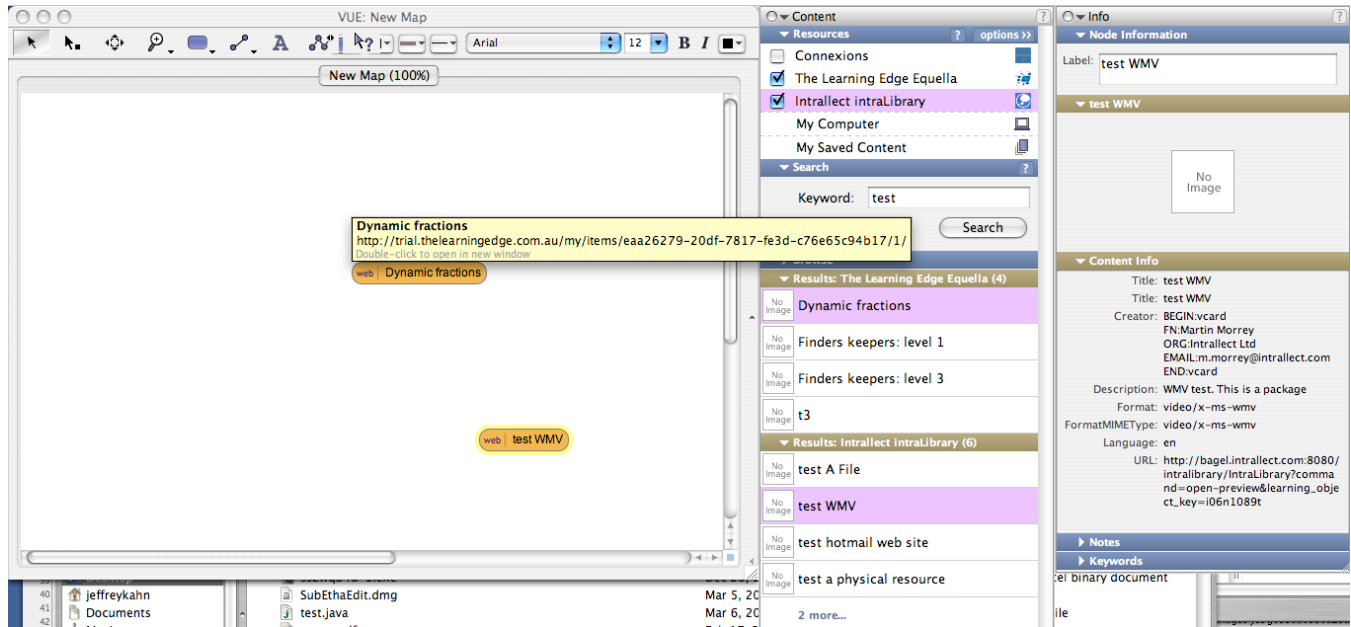 VUE: New Map
Arial
12
B
I
New Map (100%)
Dynamic fractions
http://trial.thelearningedge.com.au/my/items/eaa26279-20df-7817-fe3d-c76e65c94b17/1/
Double-click to open in new window
web Dynamic fractions
web test WMV
Content
?
Resources
? options >>
Connexions
The Learning Edge Equella
Intrallect intraLibrary
My Computer
My Saved Content
Search
?
Keyword: test
Search
Results: The Learning Edge Equella (4)
No Image Dynamic fractions
No Image Finders keepers: level 1
No Image Finders keepers: level 3
No Image t3
Results: Intrallect intraLibrary (6)
No Image test A File
No Image test WMV
No Image test hotmail web site
No Image test a physical resource
2 more...
Info
?
Node Information
Label: test WMV
test WMV
No
Image
Content Info
Title: test WMV
Title: test WMV
Creator: BEGIN:vcard
FN:Martin Morrey
ORG:Intrallect Ltd
EMAIL:m.morrey@intrallect.com
END:vcard
Description: WMV test. This is a package
Format: video/x-ms-wmv
FormatMIMEType: video/x-ms-wmv
Language: en
URL: http://bagel.intrallect.com:8080/
intralibrary/IntraLibrary?comma
nd=open-preview&learning_obje
ct_key=i06n1089t
Notes
Keywords
40 jeffreykahn SubEthaEdit.dmg Mar 5, 20
41 Documents test.java Mar 6, 20
42
cel binary document
ile